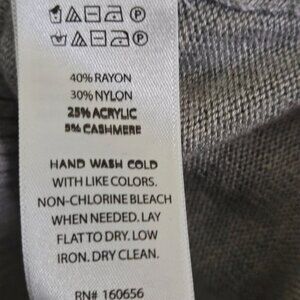 40% RAYON
30% NYLON
25% ACRYLIC
5% CASHMERE
HAND WASH COLD
WITH LIKE COLORS.
NON-CHLORINE BLEACH
WHEN NEEDED. LAY
FLAT TO DRY. LOW
IRON. DRY CLEAN.
RN# 160656